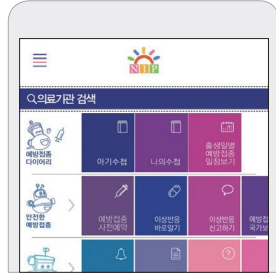 NIP
의료기관 검색
예방접종
다이어리
아기수첩
나의수첩
출생일별
예방접종
일정보기
안전한
예방접종
예방접종
사전예약
이상반응
바로알기
이상반응
신고하기
예방접
국가보